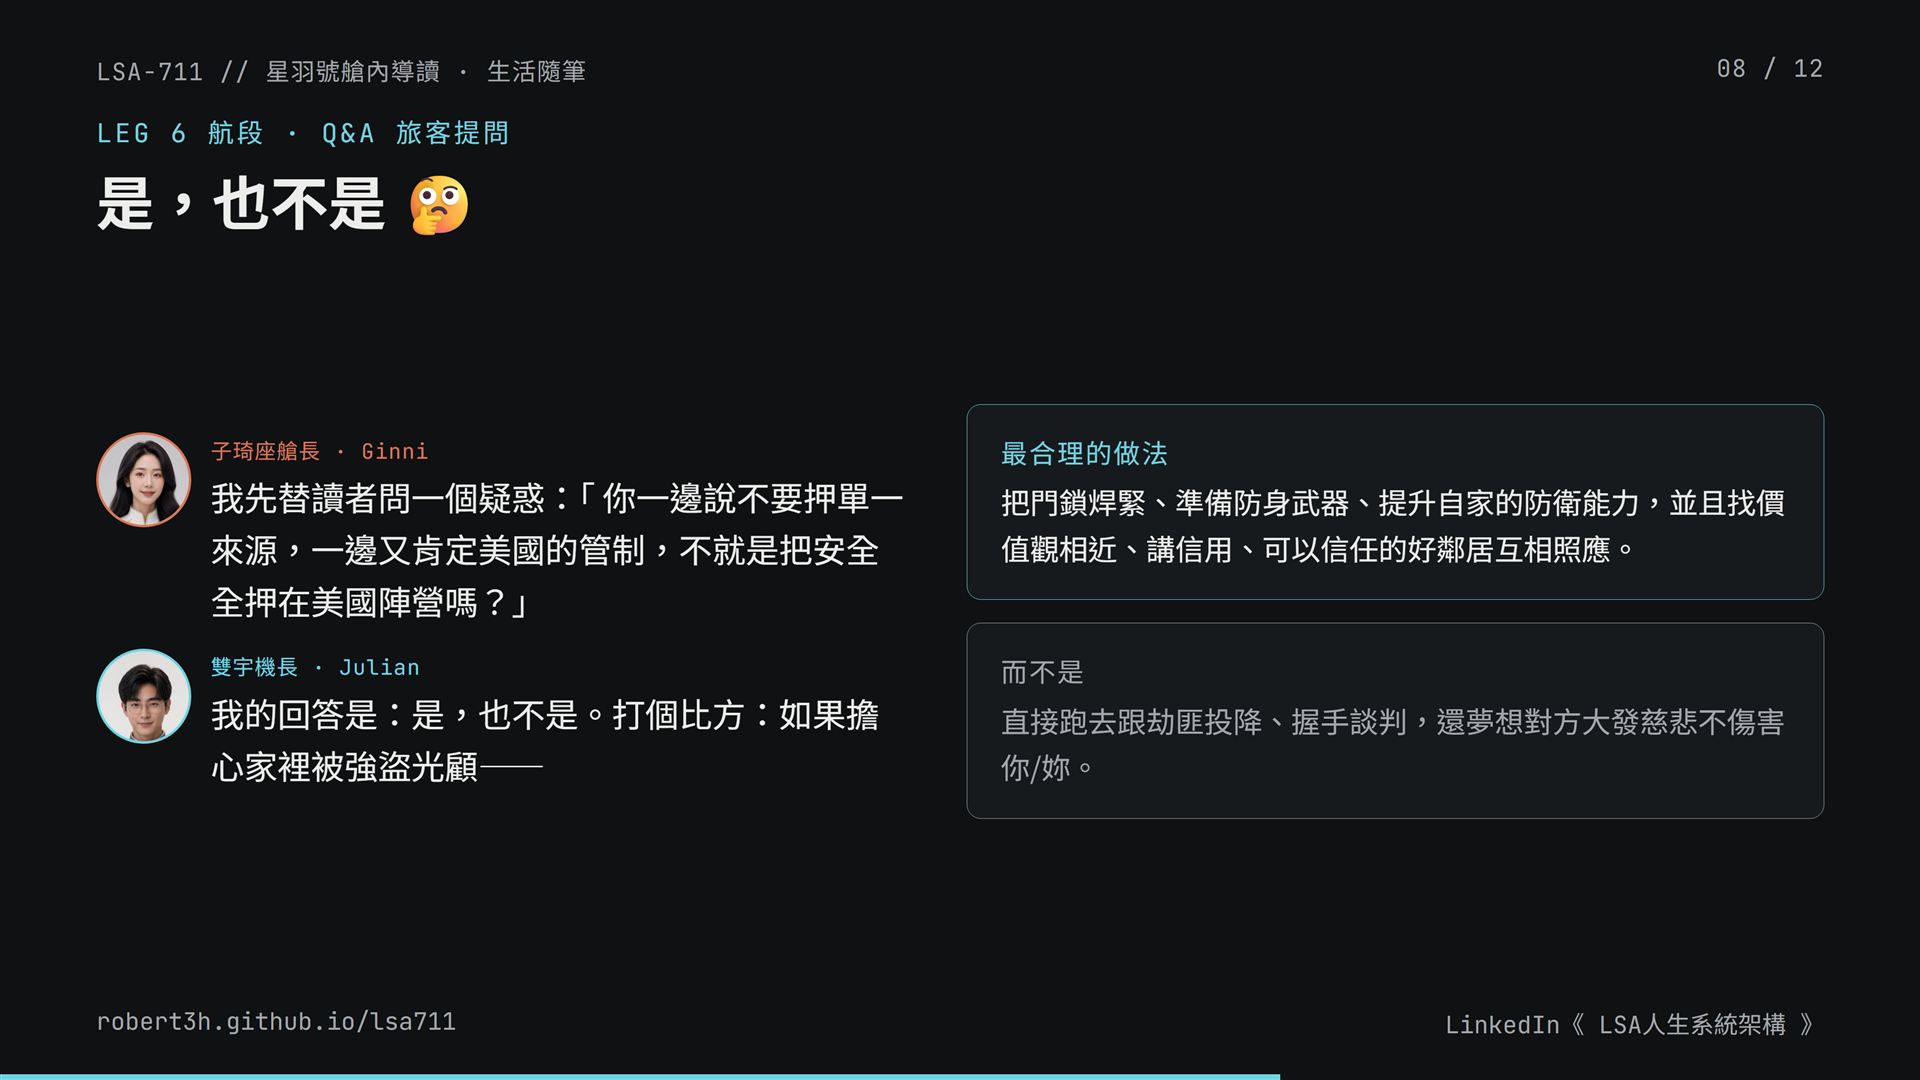 LSA-711 // 星羽號艙內導讀 · 生活隨筆
08 / 12
LEG 6 航段 · Q&A 旅客提問
是，也不是 🤔
子琦座艙長 · Ginni
我先替讀者問一個疑惑：「你一邊說不要押單一
來源，一邊又肯定美國的管制，不就是把安全
全押在美國陣營嗎？」
雙宇機長 · Julian
我的回答是：是，也不是。打個比方：如果擔
心家裡被強盜光顧——
最合理的做法
把門鎖焊緊、準備防身武器、提升自家的防衛能力，並且找價
值觀相近、講信用、可以信任的好鄰居互相照應。
而不是
直接跑去跟劫匪投降、握手談判，還夢想對方大發慈悲不傷害
你/妳。
robert3h.github.io/lsa711
LinkedIn《 LSA人生系統架構 》